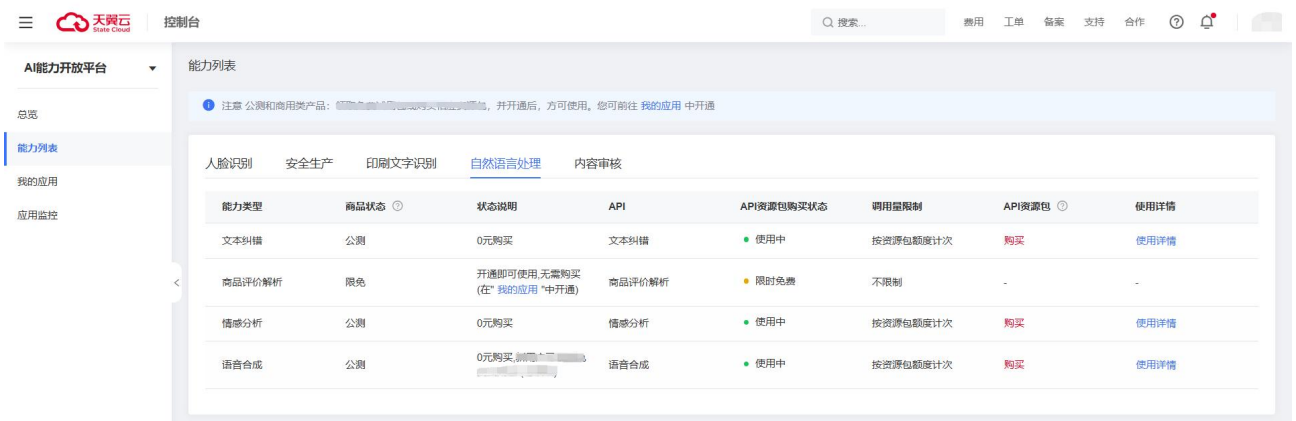 天翼云
State Cloud
控制台
搜索...
费用 工单 备案 支持 合作
AI能力开放平台
总览
能力列表
我的应用
应用监控
能力列表
注意 公测和商用类产品： ，并开通后，方可使用。您可前往 我的应用 中开通
人脸识别 安全生产 印刷文字识别 自然语言处理 内容审核
能力类型 商品状态 状态说明 API API资源包购买状态 调用量限制 API资源包 使用详情
文本纠错 公测 0元购买 文本纠错 使用中 按资源包额度计次 购买 使用详情
商品评价解析 限免 开通即可使用,无需购买 商品评价解析 限时免费 不限制 - -
(在" 我的应用 "中开通)
情感分析 公测 0元购买 情感分析 使用中 按资源包额度计次 购买 使用详情
语音合成 公测 0元购买, 语音合成 使用中 按资源包额度计次 购买 使用详情